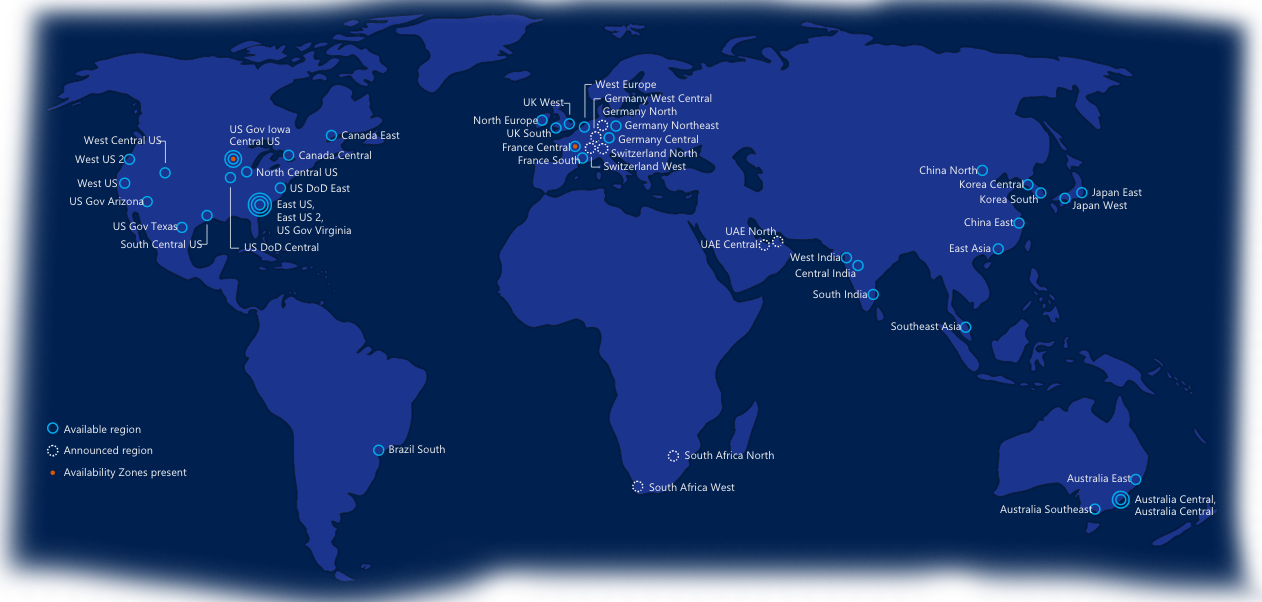 West Europe
Germany West Central
UK West
Germany North
North Europe
Germany Northeast
UK South
Germany Central
France Central
Switzerland North
France South
Switzerland West
US Gov Iowa
Central US
Canada East
West Central US
West US 2
Canada Central
North Central US
West US
US DoD East
US Gov Arizona
East US,
East US 2,
US Gov Virginia
US Gov Texas
South Central US
US DoD Central
China North
Korea Central
Korea South
Japan East
Japan West
China East
UAE North
UAE Central
East Asia
West India
Central India
South India
Southeast Asia
Available region
Announced region
Availability Zones present
Brazil South
South Africa North
South Africa West
Australia East
Australia Central,
Australia Central
Australia Southeast